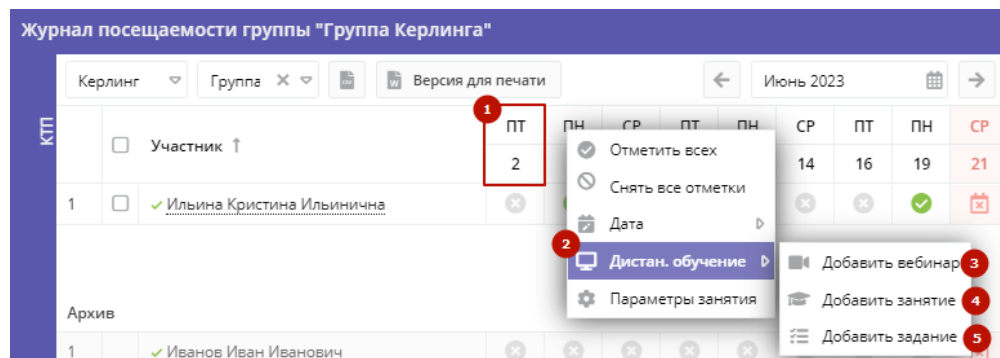 Журнал посещаемости группы "Группа Керлинга"
КТП
Керлинг Группа Версия для печати Июнь 2023
1
Участник ПТ ПН СР ПТ ПН СР ПТ ПН СР
2 14 16 19 21
Отметить всех
Снять все отметки
1 Ильина Кристина Ильинична
Дата
2 Дистан. обучение
Добавить вебинар 3
Параметры занятия
Добавить занятие 4
Архив
Добавить задание 5
1 Иванов Иван Иванович